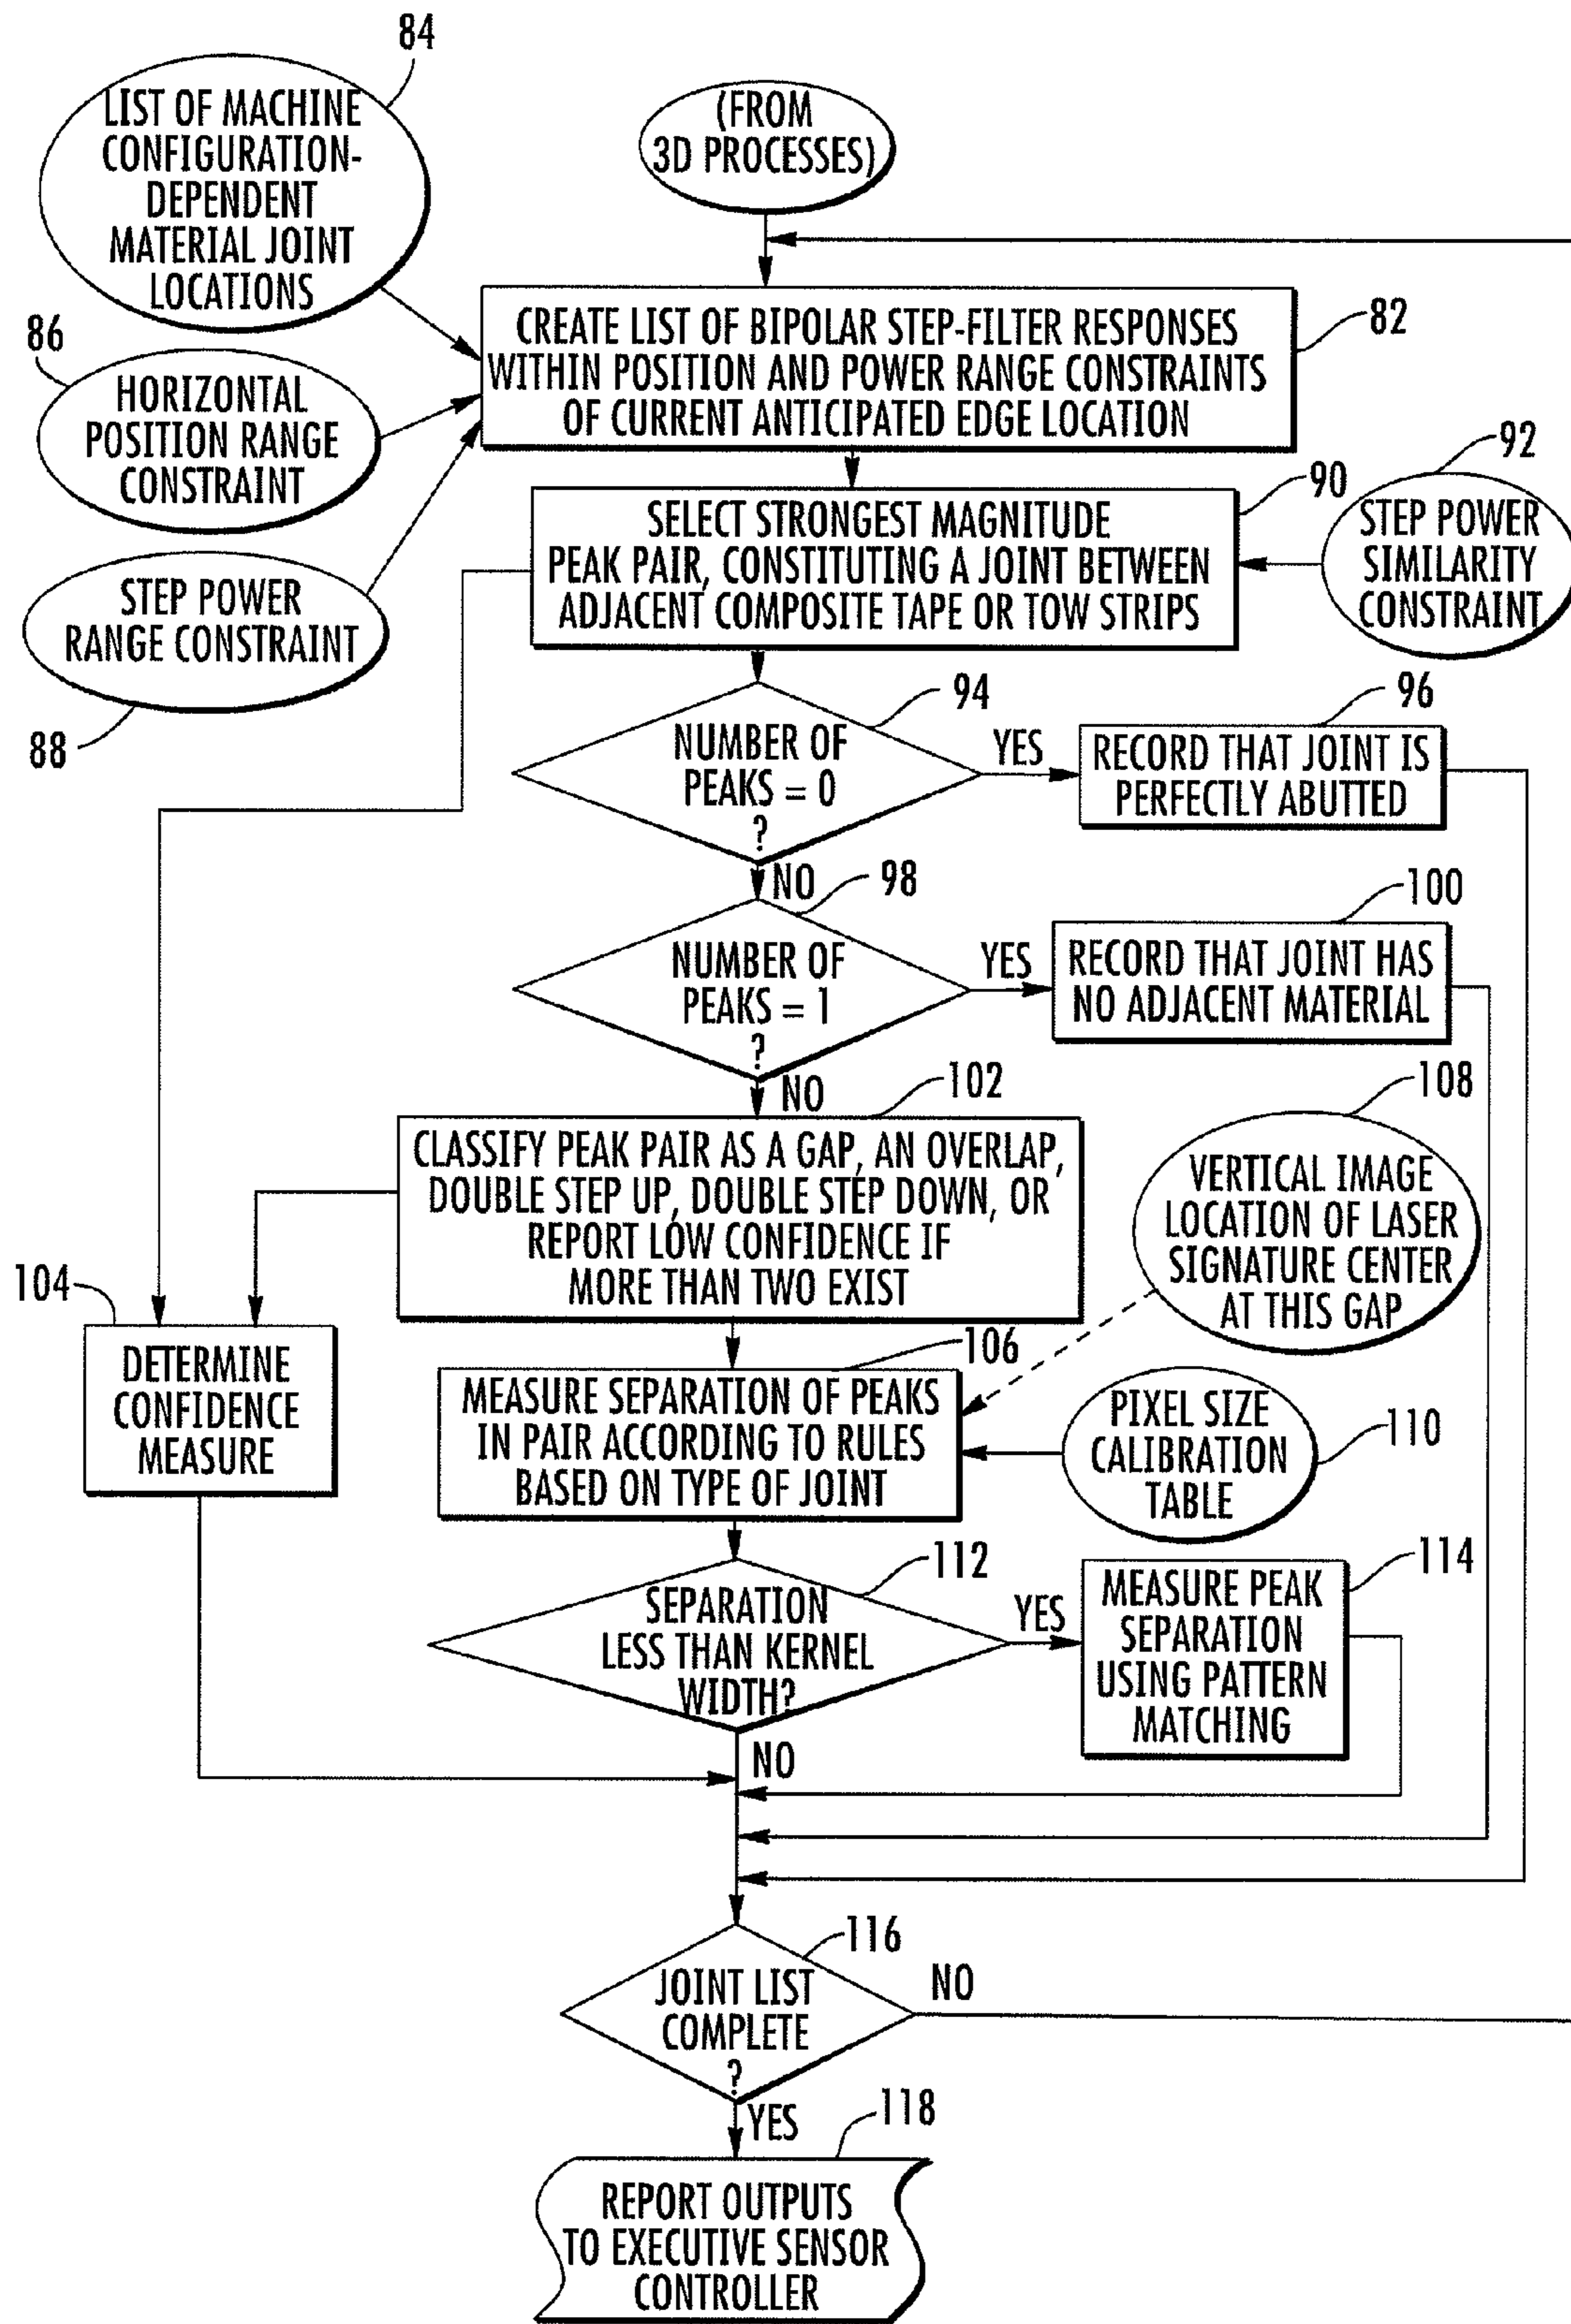 84
LIST OF MACHINE
CONFIGURATION-
DEPENDENT
MATERIAL JOINT
LOCATIONS
(FROM
3D PROCESSES)
86
HORIZONTAL
POSITION RANGE
CONSTRAINT
CREATE LIST OF BIPOLAR STEP-FILTER RESPONSES
WITHIN POSITION AND POWER RANGE CONSTRAINTS
OF CURRENT ANTICIPATED EDGE LOCATION
82
STEP POWER
RANGE CONSTRAINT
88
SELECT STRONGEST MAGNITUDE
PEAK PAIR, CONSTITUTING A JOINT BETWEEN
ADJACENT COMPOSITE TAPE OR TOW STRIPS
90
92
STEP POWER
SIMILARITY
CONSTRAINT
94
NUMBER OF
PEAKS = 0
?
YES
96
RECORD THAT JOINT IS
PERFECTLY ABUTTED
NO
98
NUMBER OF
PEAKS = 1
?
YES
100
RECORD THAT JOINT HAS
NO ADJACENT MATERIAL
NO
102
CLASSIFY PEAK PAIR AS A GAP, AN OVERLAP,
DOUBLE STEP UP, DOUBLE STEP DOWN, OR
REPORT LOW CONFIDENCE IF
MORE THAN TWO EXIST
108
VERTICAL IMAGE
LOCATION OF LASER
SIGNATURE CENTER
AT THIS GAP
104
DETERMINE
CONFIDENCE
MEASURE
106
MEASURE SEPARATION OF PEAKS
IN PAIR ACCORDING TO RULES
BASED ON TYPE OF JOINT
PIXEL SIZE
CALIBRATION
TABLE
110
112
SEPARATION
LESS THAN KERNEL
WIDTH?
YES
114
MEASURE PEAK
SEPARATION
USING PATTERN
MATCHING
NO
116
JOINT LIST
COMPLETE
?
NO
YES
118
REPORT OUTPUTS
TO EXECUTIVE SENSOR
CONTROLLER